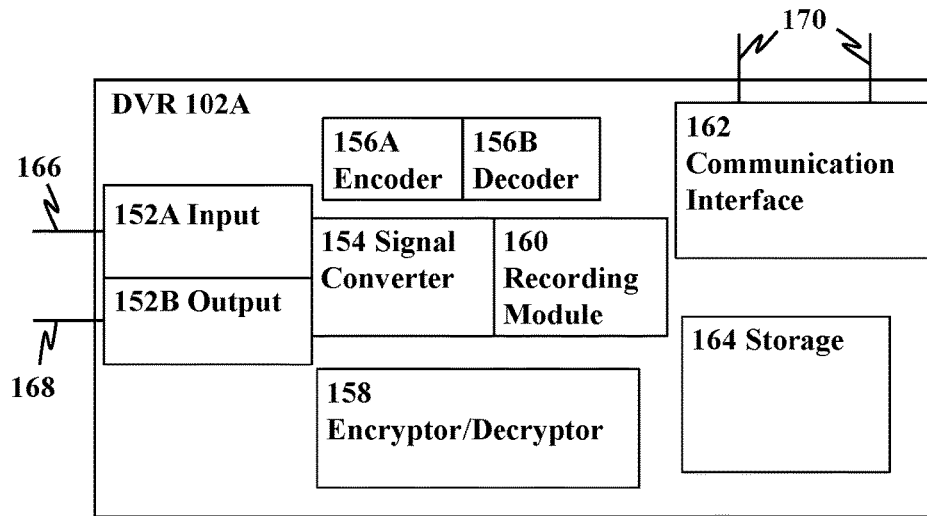 170
DVR 102A
156A
Encoder
156B
Decoder
162
Communication
Interface
166
152A Input
154 Signal
Converter
160
Recording
Module
152B Output
164 Storage
168
158
Encryptor/Decryptor